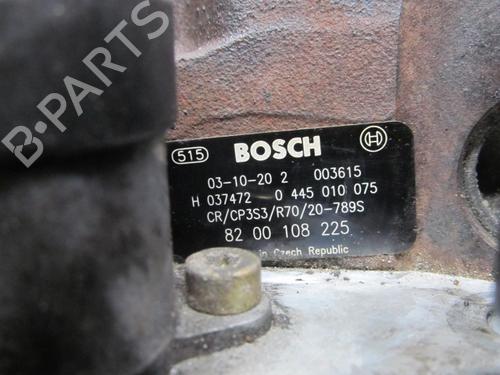 B-PARTS
515 BOSCH H
03-10-20 2 003615
H 037472 0 445 010 075
CR/CP3S3/R70/20-789S
82 00 108 225
in Czech Republic